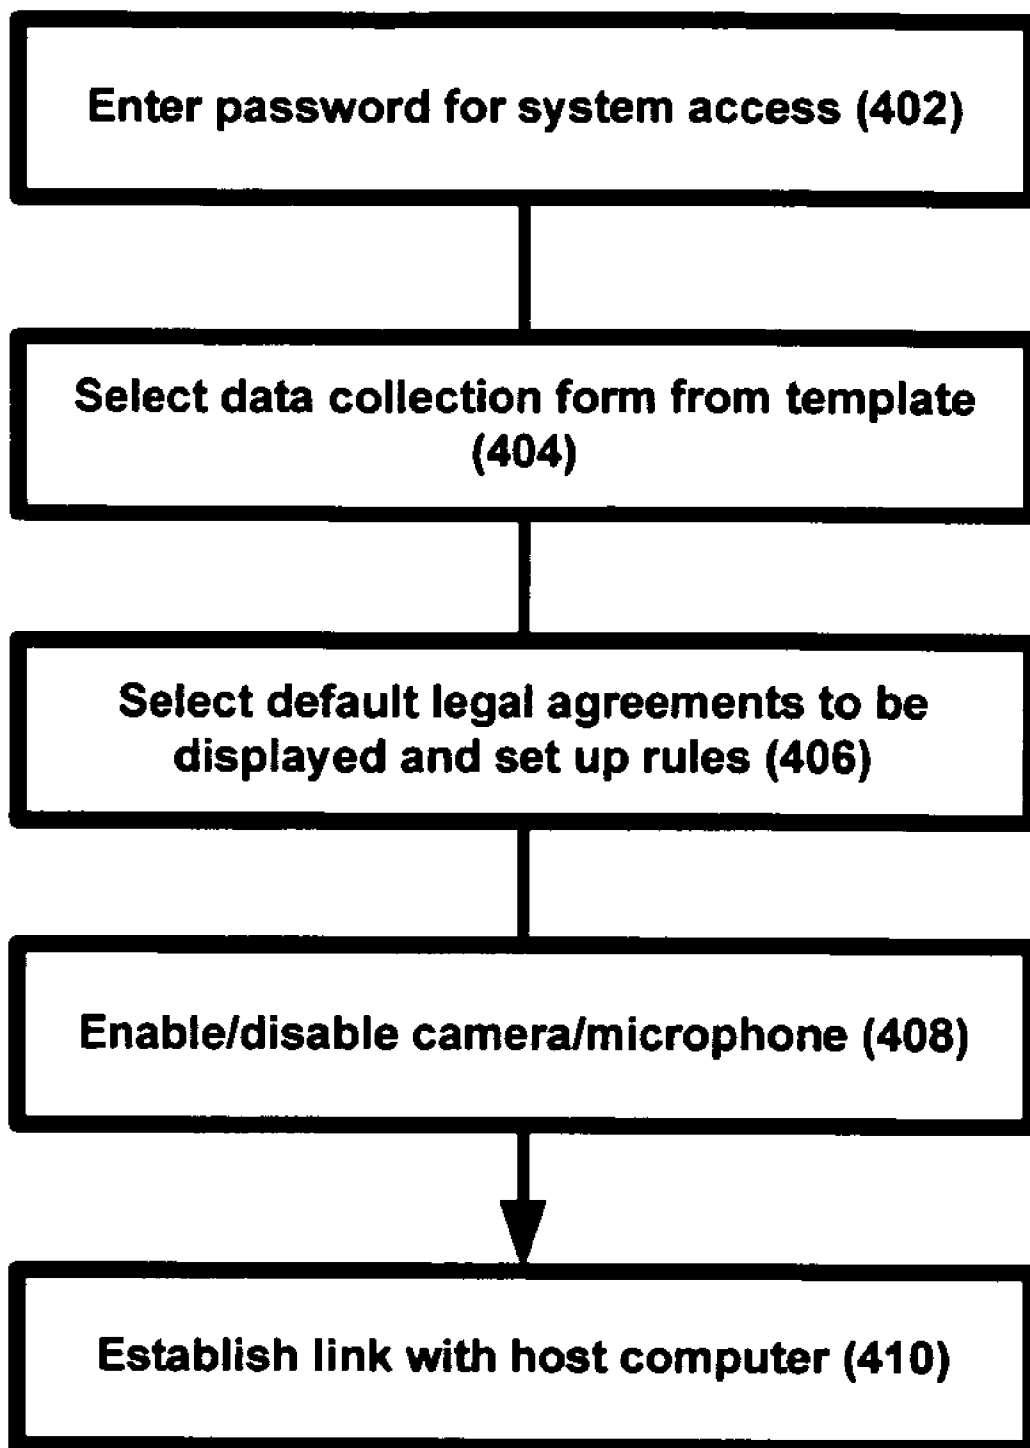 Enter password for system access (402)
Select data collection form from template
(404)
Select default legal agreements to be
displayed and set up rules (406)
Enable/disable camera/microphone (408)
Establish link with host computer (410)